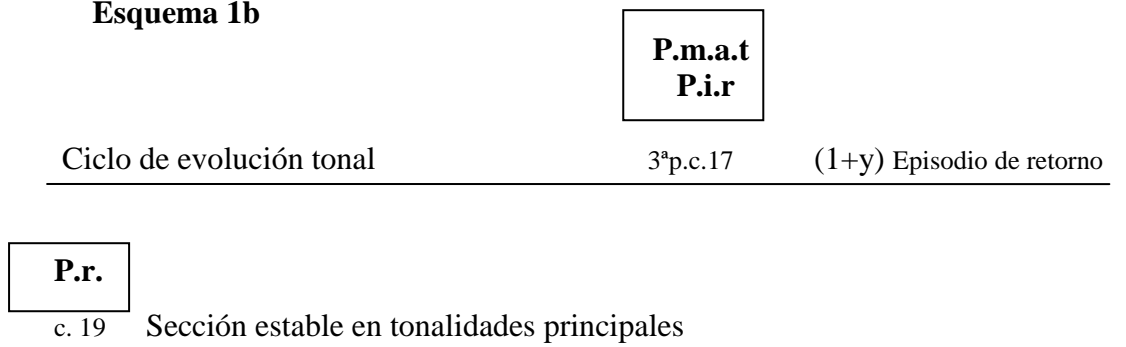 Esquema 1b
P.m.a.t
P.i.r
Ciclo de evolución tonal 3ªp.c.17 (1+y) Episodio de retorno
P.r.
c. 19 Sección estable en tonalidades principales